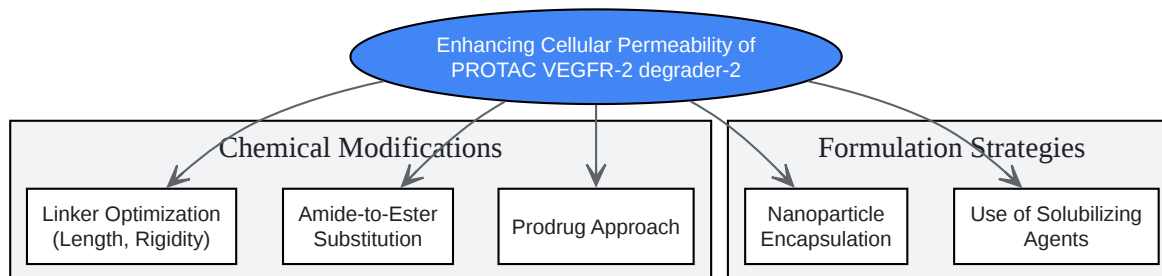 Enhancing Cellular Permeability of
PROTAC VEGFR-2 degrader-2
Chemical Modifications
Linker Optimization
(Length, Rigidity)
Amide-to-Ester
Substitution
Prodrug Approach
Formulation Strategies
Nanoparticle
Encapsulation
Use of Solubilizing
Agents